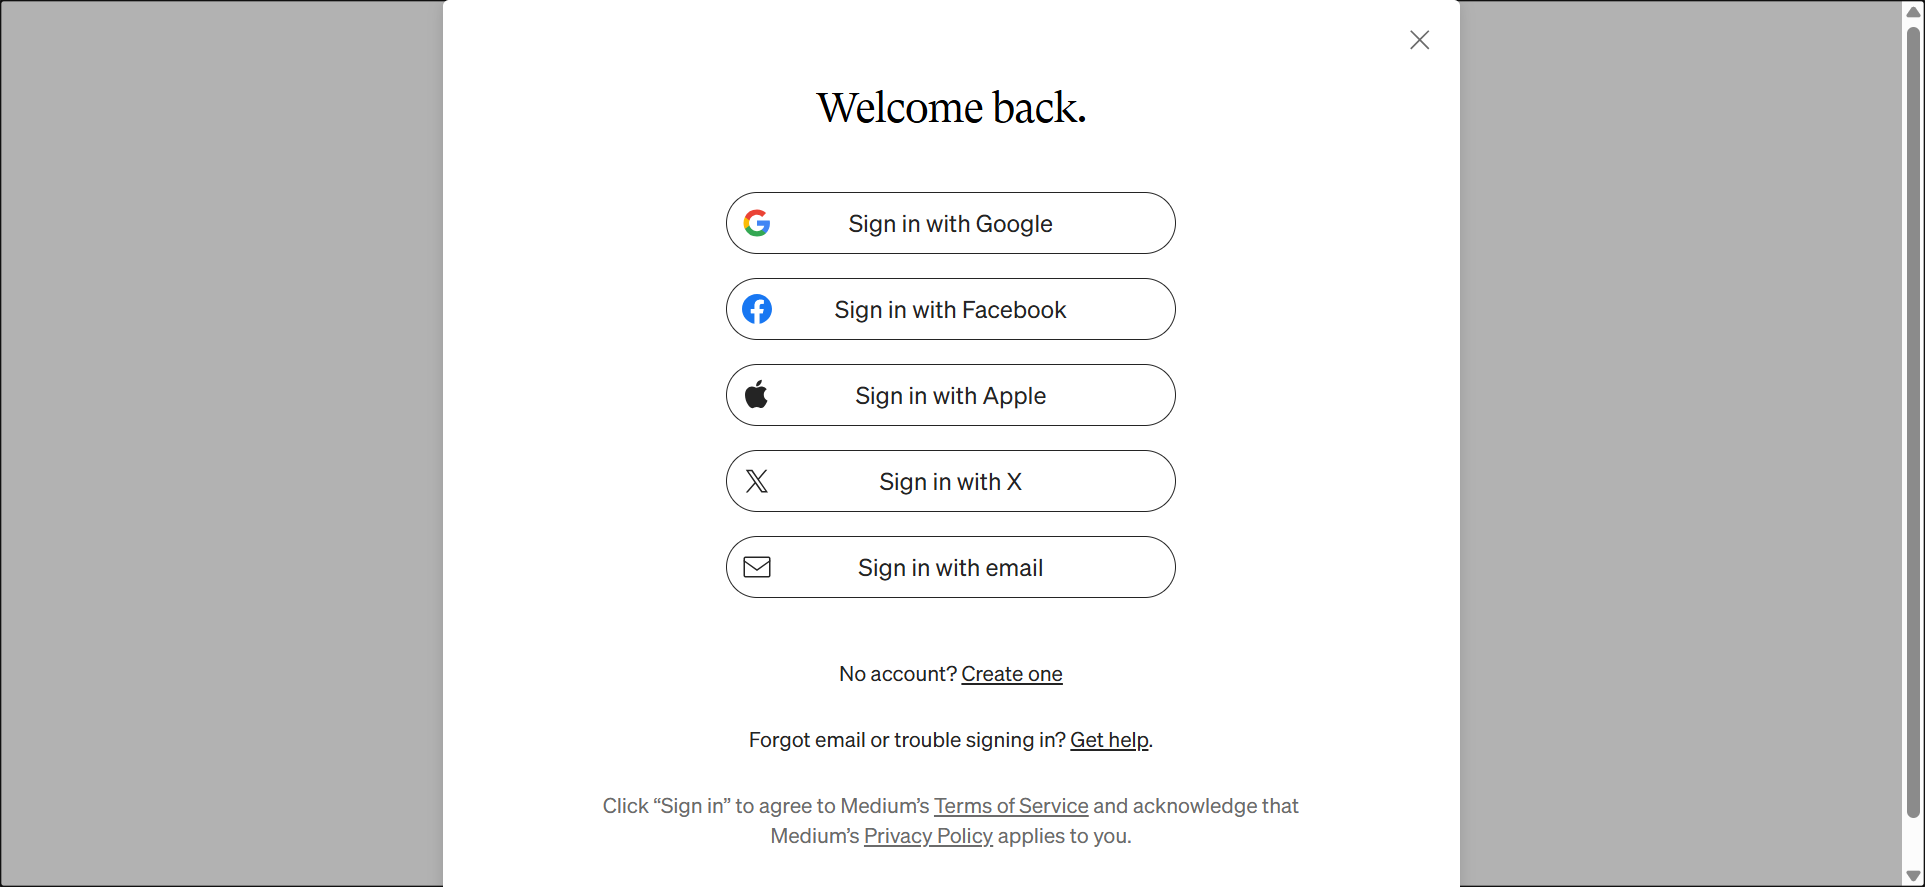 Welcome back.
Sign in with Google
Sign in with Facebook
Sign in with Apple
Sign in with X
Sign in with email
No account? Create one
Forgot email or trouble signing in? Get help.
Click “Sign in” to agree to Medium’s Terms of Service and acknowledge that
Medium’s Privacy Policy applies to you.